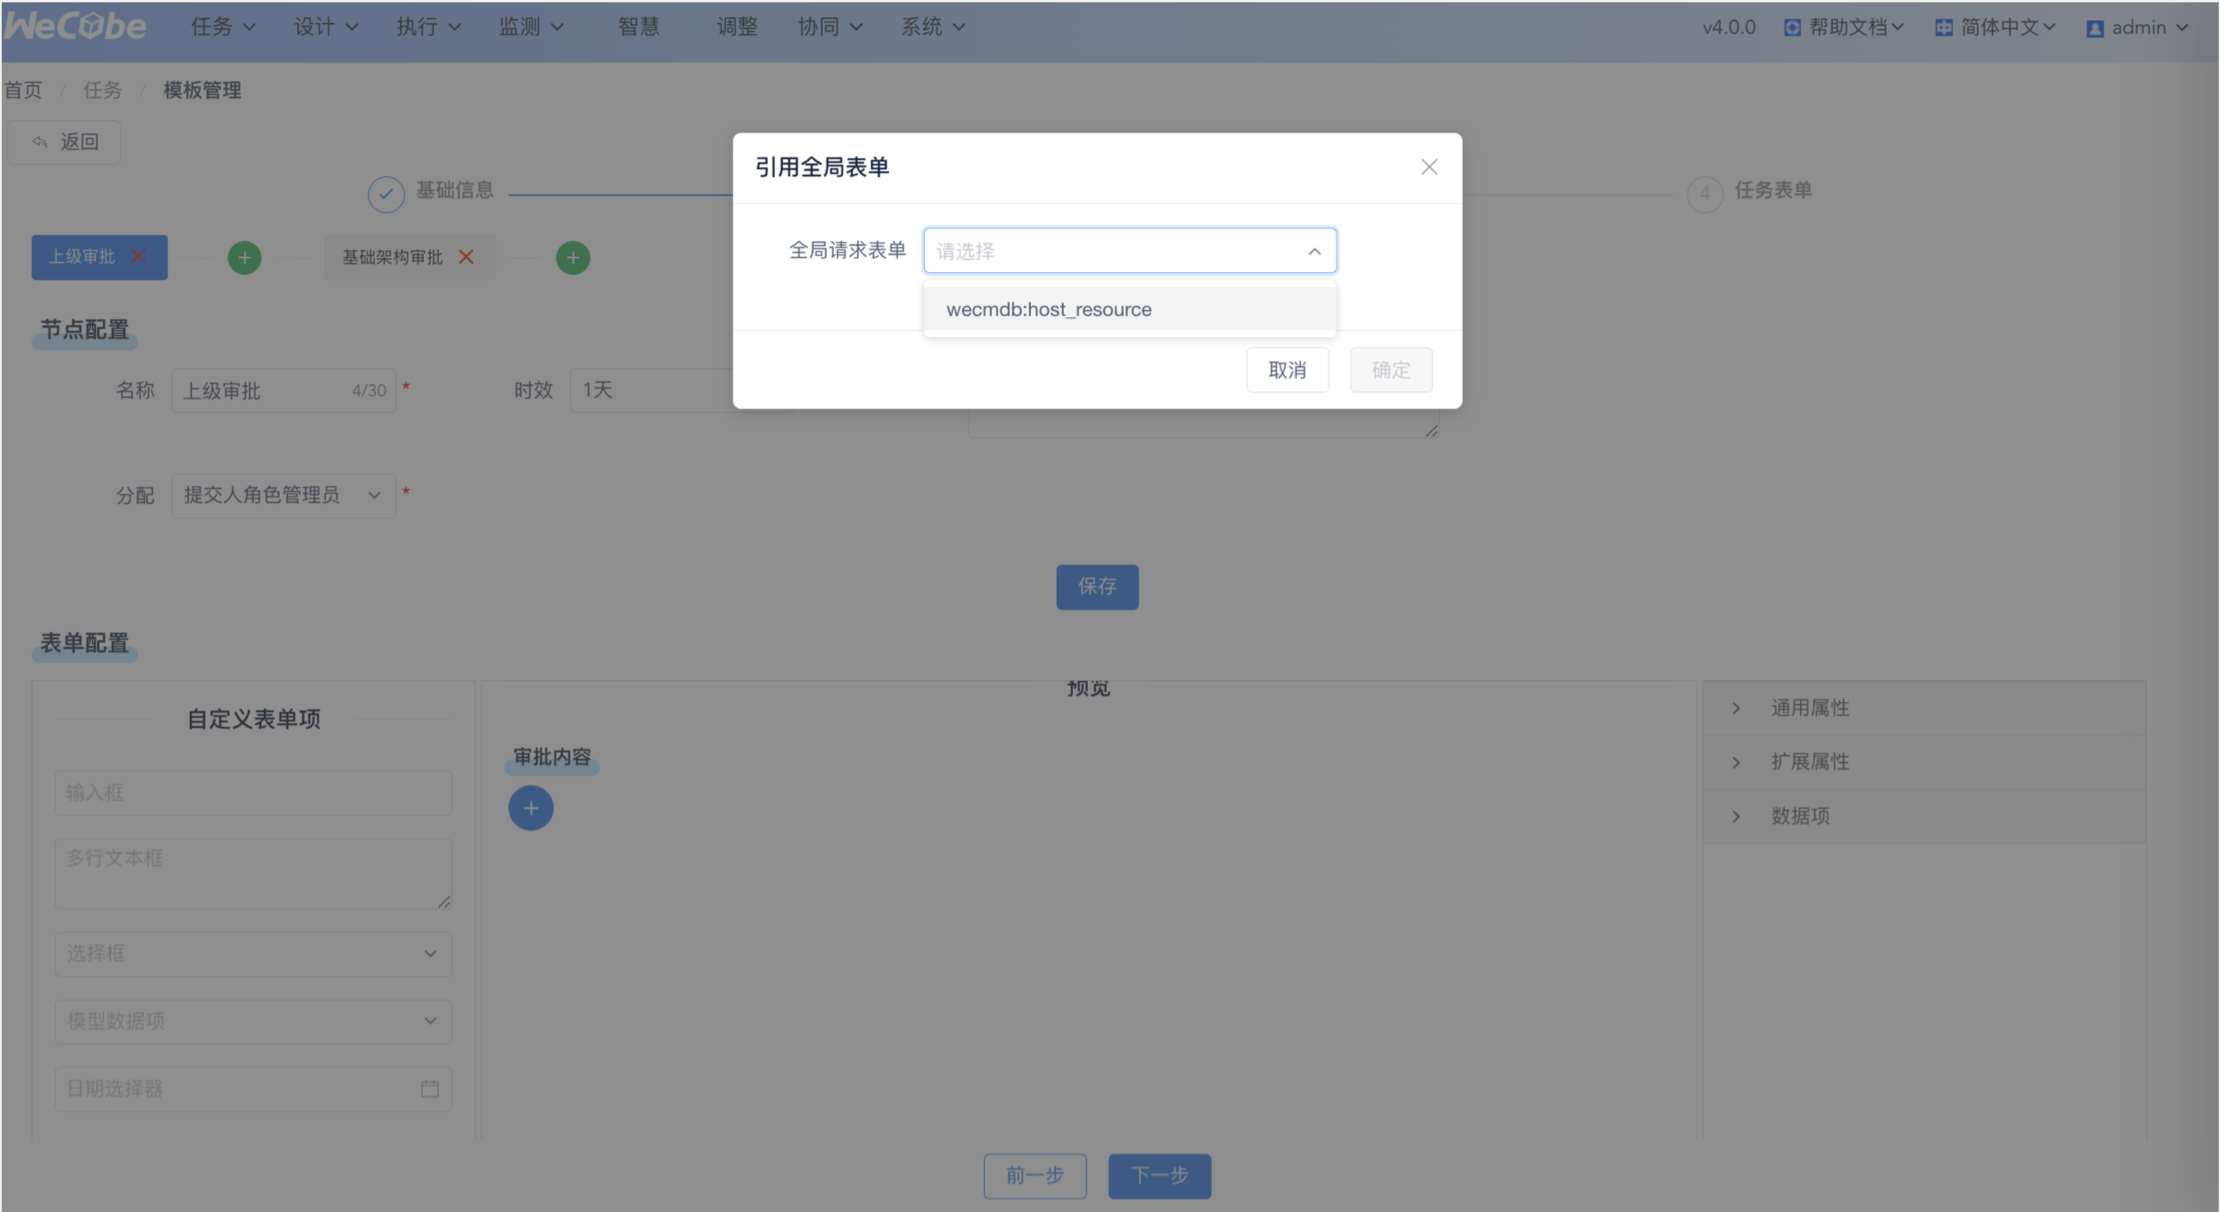 WeCube 任务 设计 执行 监测 智慧 调整 协同 系统 v4.0.0 帮助文档 简体中文 admin
首页 / 任务 / 模板管理
返回
基础信息
4 任务表单
上级审批
基础架构审批
节点配置
名称 上级审批 4/30 *
时效 1天
分配 提交人角色管理员 *
保存
引用全局表单
全局请求表单 请选择
wecmdb:host_resource
取消 确定
表单配置
自定义表单项
输入框
多行文本框
选择框
模型数据项
日期选择器
预览
审批内容
通用属性
扩展属性
数据项
前一步 下一步